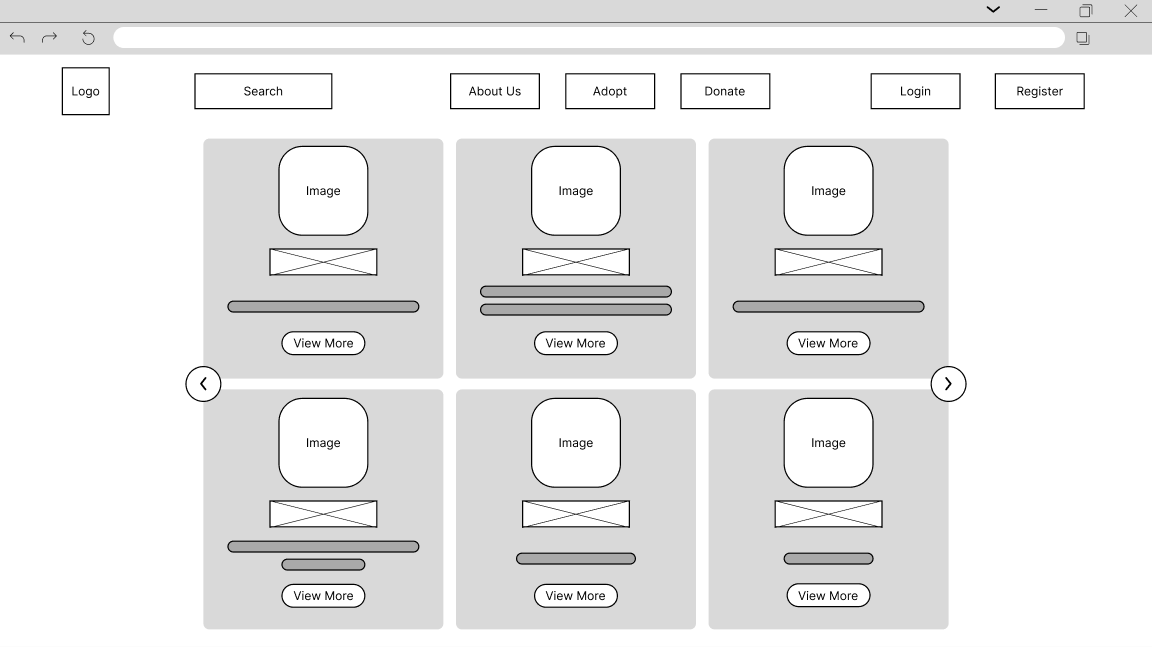 Logo
Search
About Us
Adopt
Donate
Login
Register
Image
Image
Image
View More
View More
View More
Image
Image
Image
View More
View More
View More